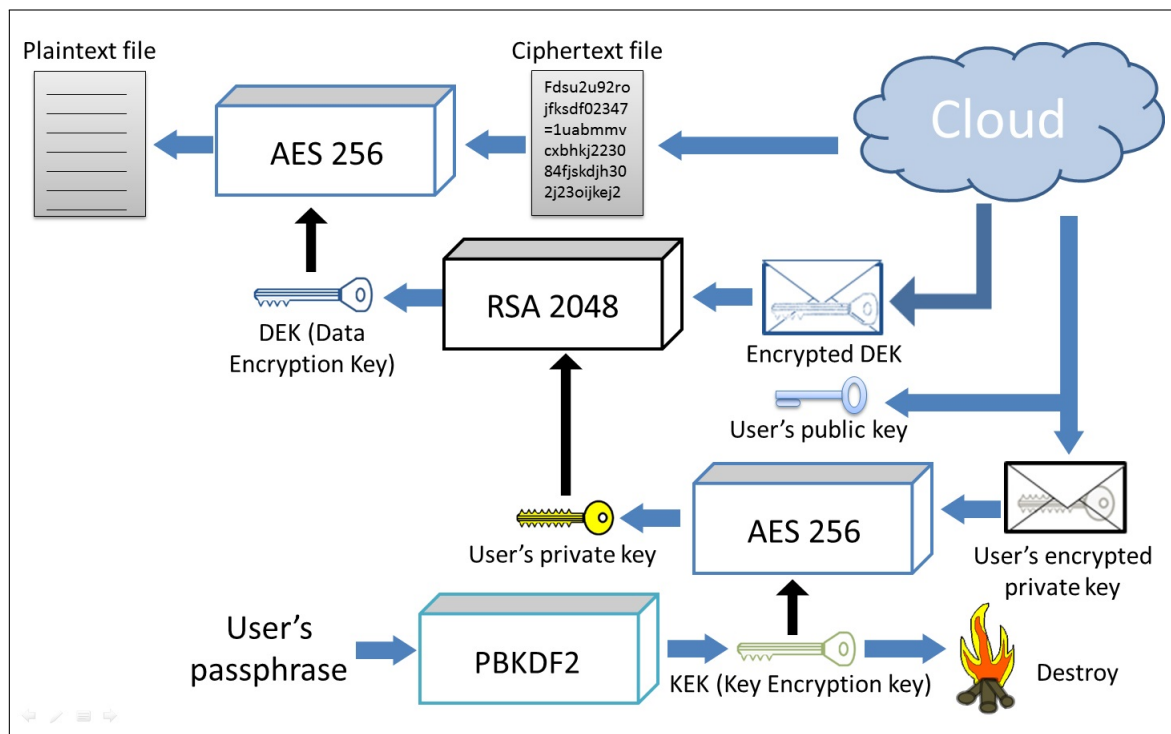 Plaintext file
Ciphertext file
Fdsu2u92ro
jfksdf02347
=1uabmmv
cxbhkj2230
84fjskdjh30
2j23oijkej2
Cloud
AES 256
RSA 2048
DEK (Data
Encryption Key)
Encrypted DEK
User's public key
AES 256
User's private key
User's encrypted
private key
User's
passphrase
PBKDF2
KEK (Key Encryption key)
Destroy